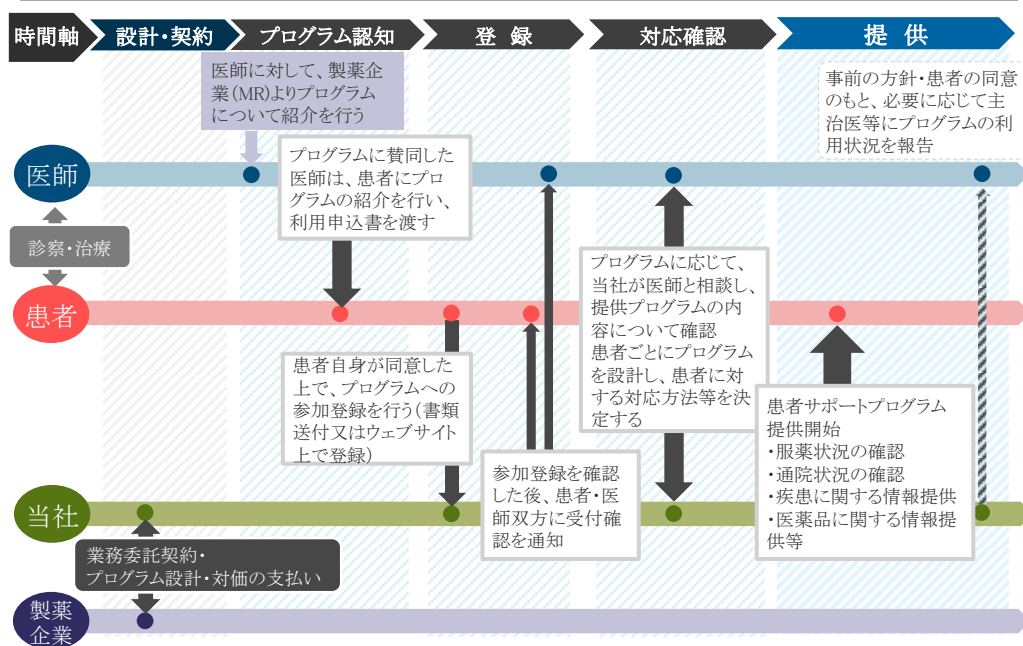 時間軸
設計・契約
プログラム認知
登 録
対応確認
提 供
医師に対して、製薬企
業(MR)よりプログラム
について紹介を行う
事前の方針・患者の同意
のもと、必要に応じて主
治医等にプログラムの利
用状況を報告
プログラムに賛同した
医師は、患者にプロ
グラムの紹介を行い、
利用申込書を渡す
医師
診察・治療
プログラムに応じて、
当社が医師と相談し、
提供プログラムの内
容について確認
患者ごとにプログラム
を設計し、患者に対
する対応方法等を決
定する
患者
患者自身が同意した
上で、プログラムへの
参加登録を行う(書類
送付又はウェブサイト
上で登録)
患者サポートプログラム
提供開始
・服薬状況の確認
・通院状況の確認
・疾患に関する情報提供
・医薬品に関する情報提
供等
参加登録を確認
した後、患者・医
師双方に受付確
認を通知
当社
業務委託契約・
プログラム設計・対価の支払い
製薬
企業